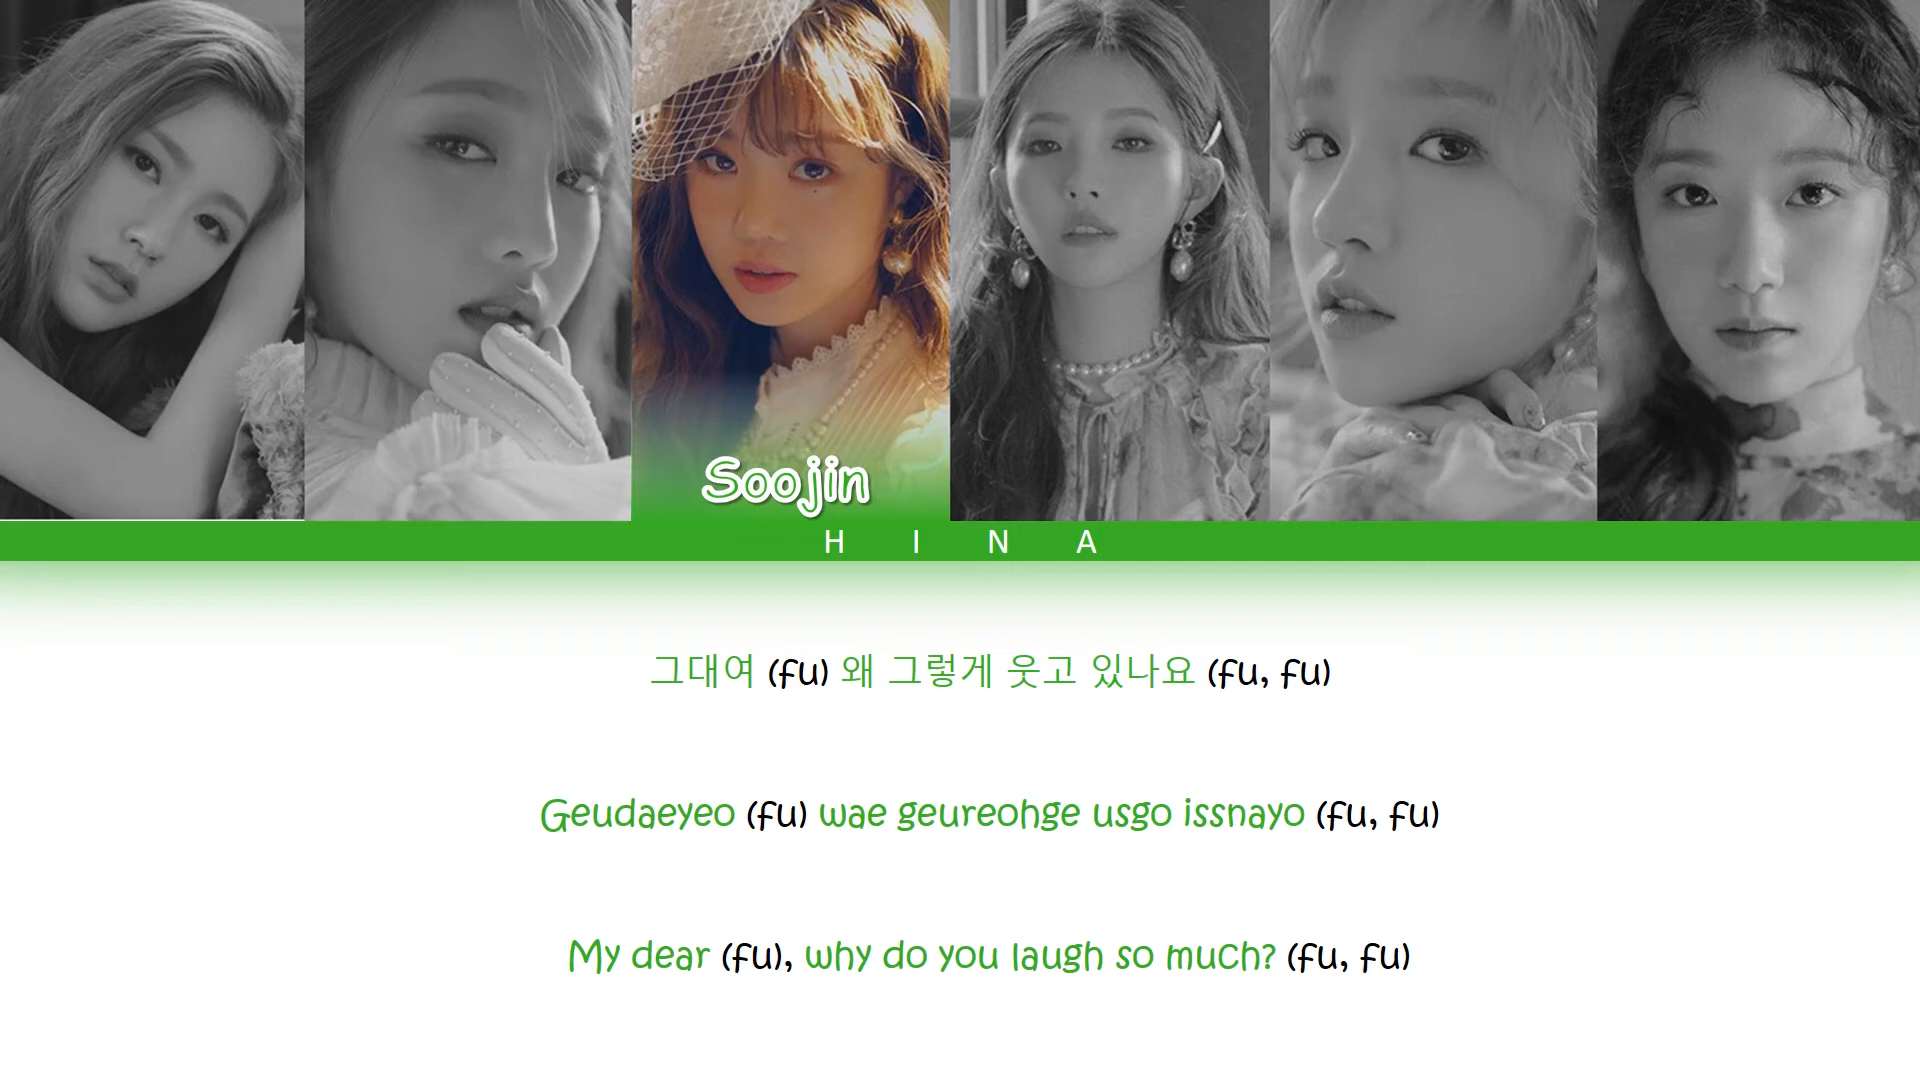 Soojin
H I N A
그대여 (fu) 왜 그렇게 웃고 있나요 (fu, fu)
Geudaeyeo (fu) wae geureohge usgo issnayo (fu, fu)
My dear (fu), why do you laugh so much? (fu, fu)